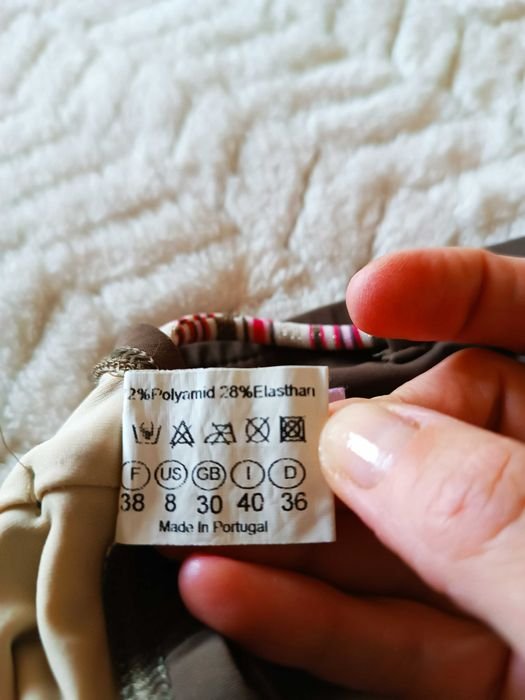 2%Polyamid 28%Elasthan
F US GB I D
38 8 30 40 36
Made In Portugal